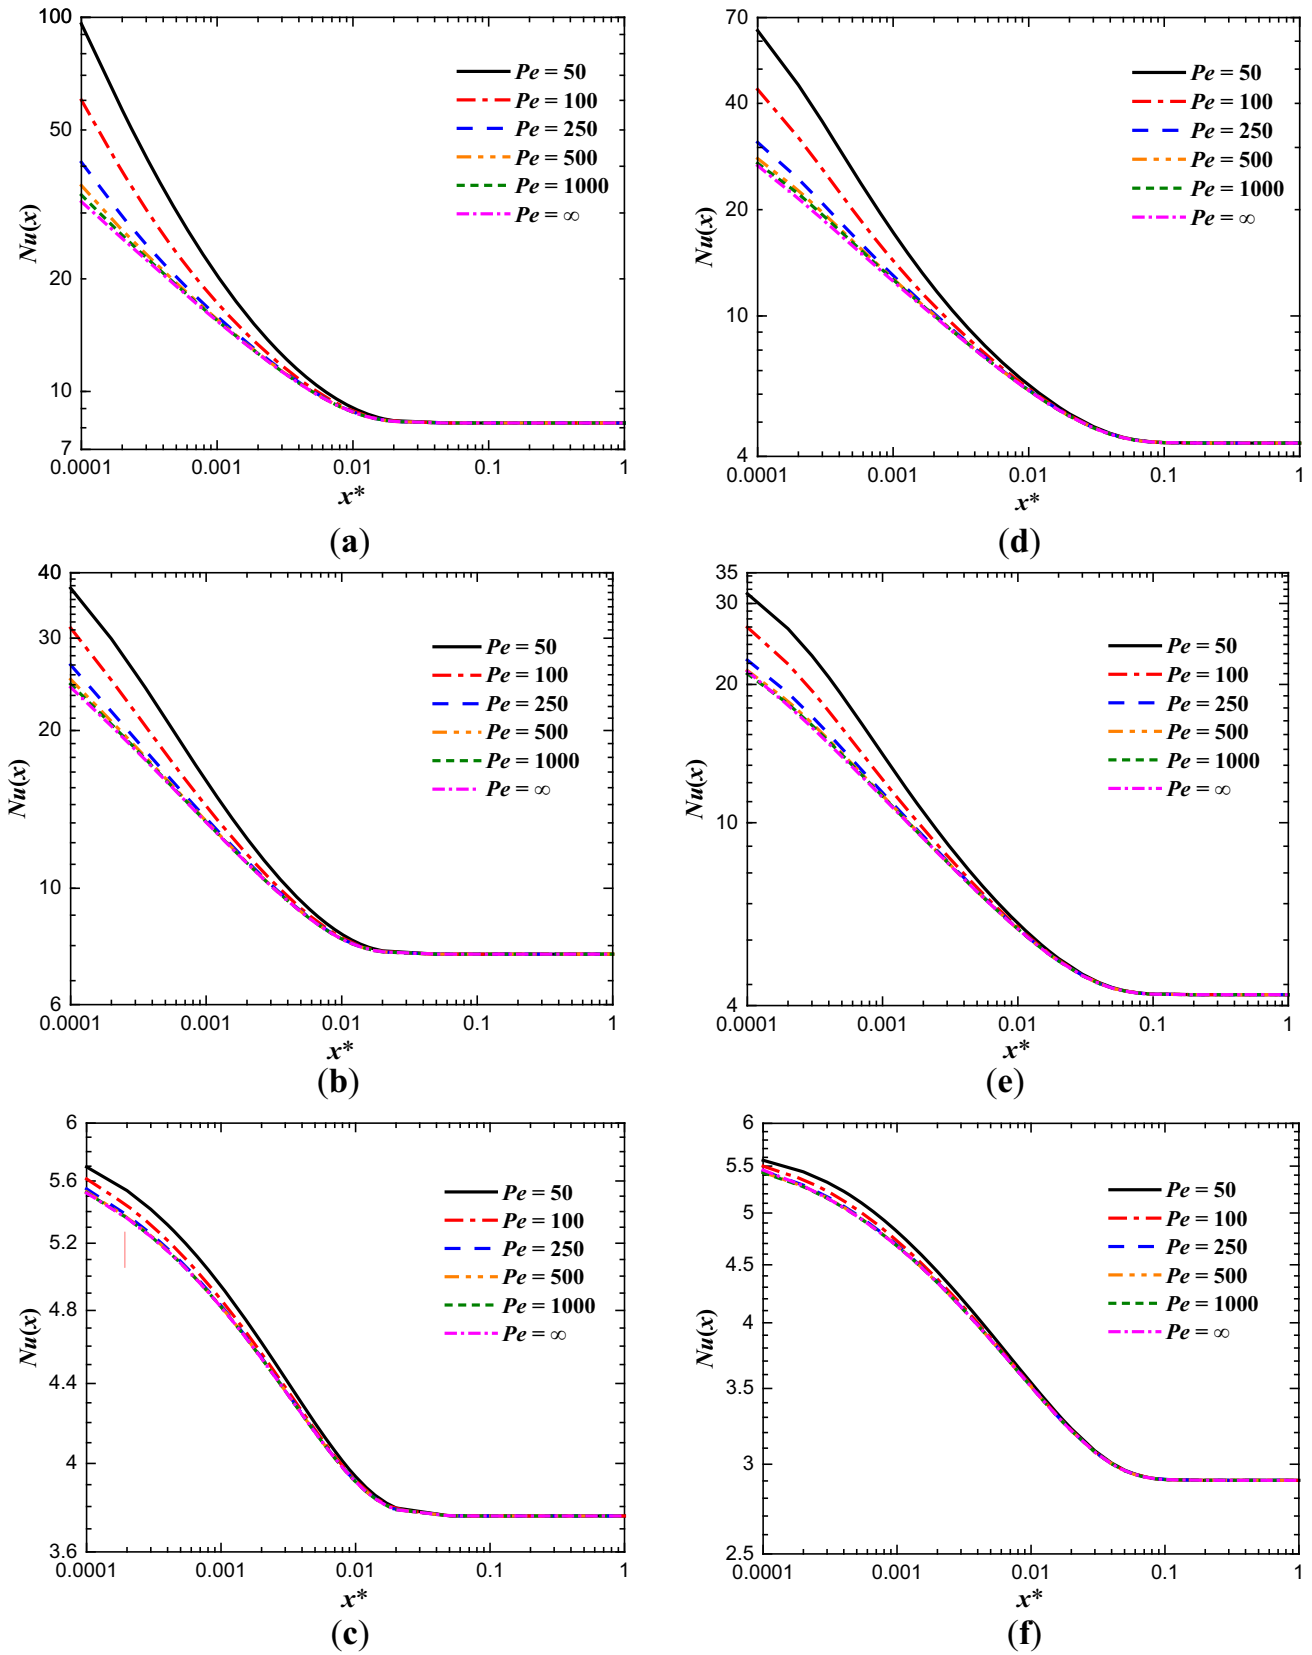 100
50
20
10
7
Nu(x)
Pe = 50
Pe = 100
Pe = 250
Pe = 500
Pe = 1000
Pe = ∞
0.0001 0.001 0.01 0.1 1
x*
(a)
70
40
20
10
4
Nu(x)
Pe = 50
Pe = 100
Pe = 250
Pe = 500
Pe = 1000
Pe = ∞
0.0001 0.001 0.01 0.1 1
x*
(d)
40
30
20
10
6
Nu(x)
Pe = 50
Pe = 100
Pe = 250
Pe = 500
Pe = 1000
Pe = ∞
0.0001 0.001 0.01 0.1 1
x*
(b)
35
30
20
10
4
Nu(x)
Pe = 50
Pe = 100
Pe = 250
Pe = 500
Pe = 1000
Pe = ∞
0.0001 0.001 0.01 0.1 1
x*
(e)
6
5.6
5.2
4.8
4.4
4
3.6
Nu(x)
Pe = 50
Pe = 100
Pe = 250
Pe = 500
Pe = 1000
Pe = ∞
0.0001 0.001 0.01 0.1 1
x*
(c)
6
5.5
5
4.5
4
3.5
3
2.5
Nu(x)
Pe = 50
Pe = 100
Pe = 250
Pe = 500
Pe = 1000
Pe = ∞
0.0001 0.001 0.01 0.1 1
x*
(f)